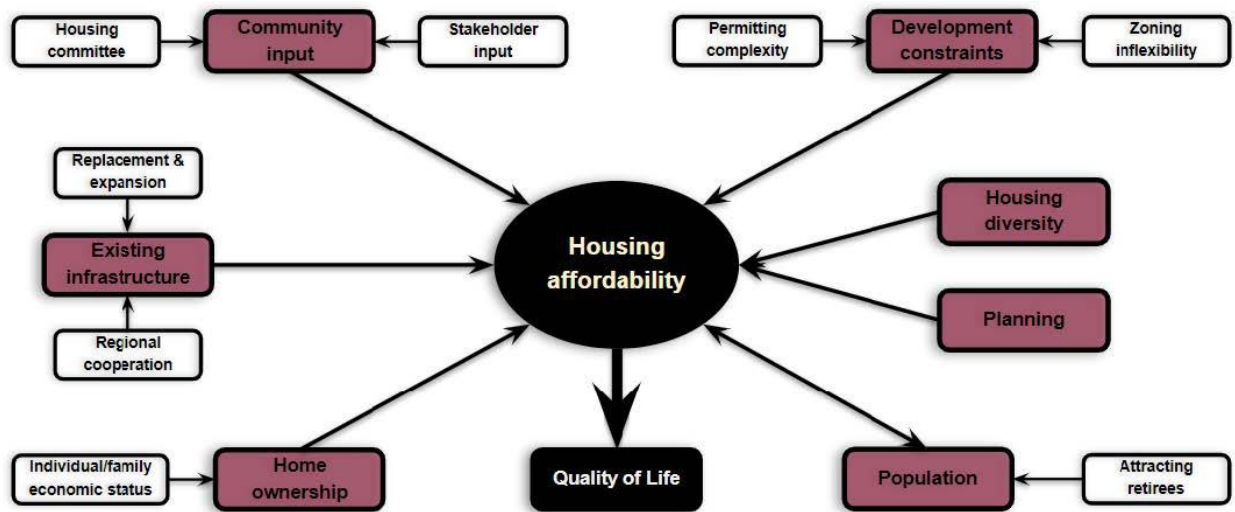 Housing
committee
Community
input
Stakeholder
input
Permitting
complexity
Development
constraints
Zoning
inflexibility
Replacement &
expansion
Existing
infrastructure
Regional
cooperation
Housing
affordability
Housing
diversity
Planning
Individual/family
economic status
Home
ownership
Quality of Life
Population
Attracting
retirees